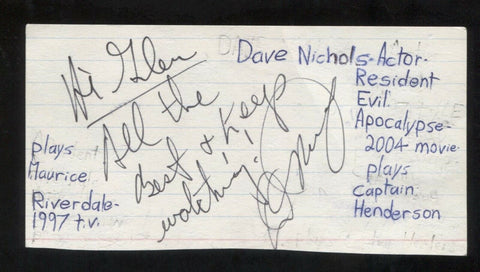 Dave Nichols-Actor-
Resident
Evil
Apocalypse-
2004 movie
plays
captain
Henderson
Hi Glen
All the
Best & Keep
watching!
plays
Maurice
Riverdale-
1997 t.v.